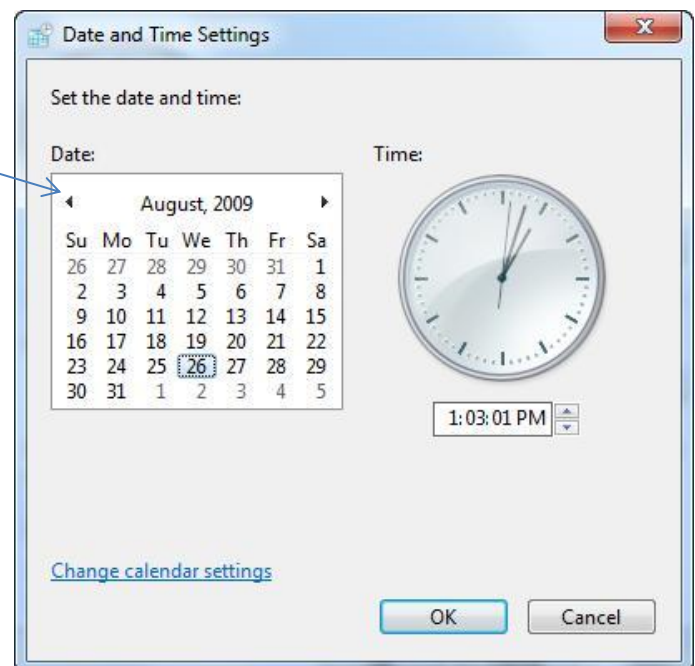 Date and Time Settings
Set the date and time:
Date:
Time:
August, 2009
Su Mo Tu We Th Fr Sa
26 27 28 29 30 31 1
2 3 4 5 6 7 8
9 10 11 12 13 14 15
16 17 18 19 20 21 22
23 24 25 26 27 28 29
30 31 1 2 3 4 5
1:03:01 PM
Change calendar settings
OK
Cancel